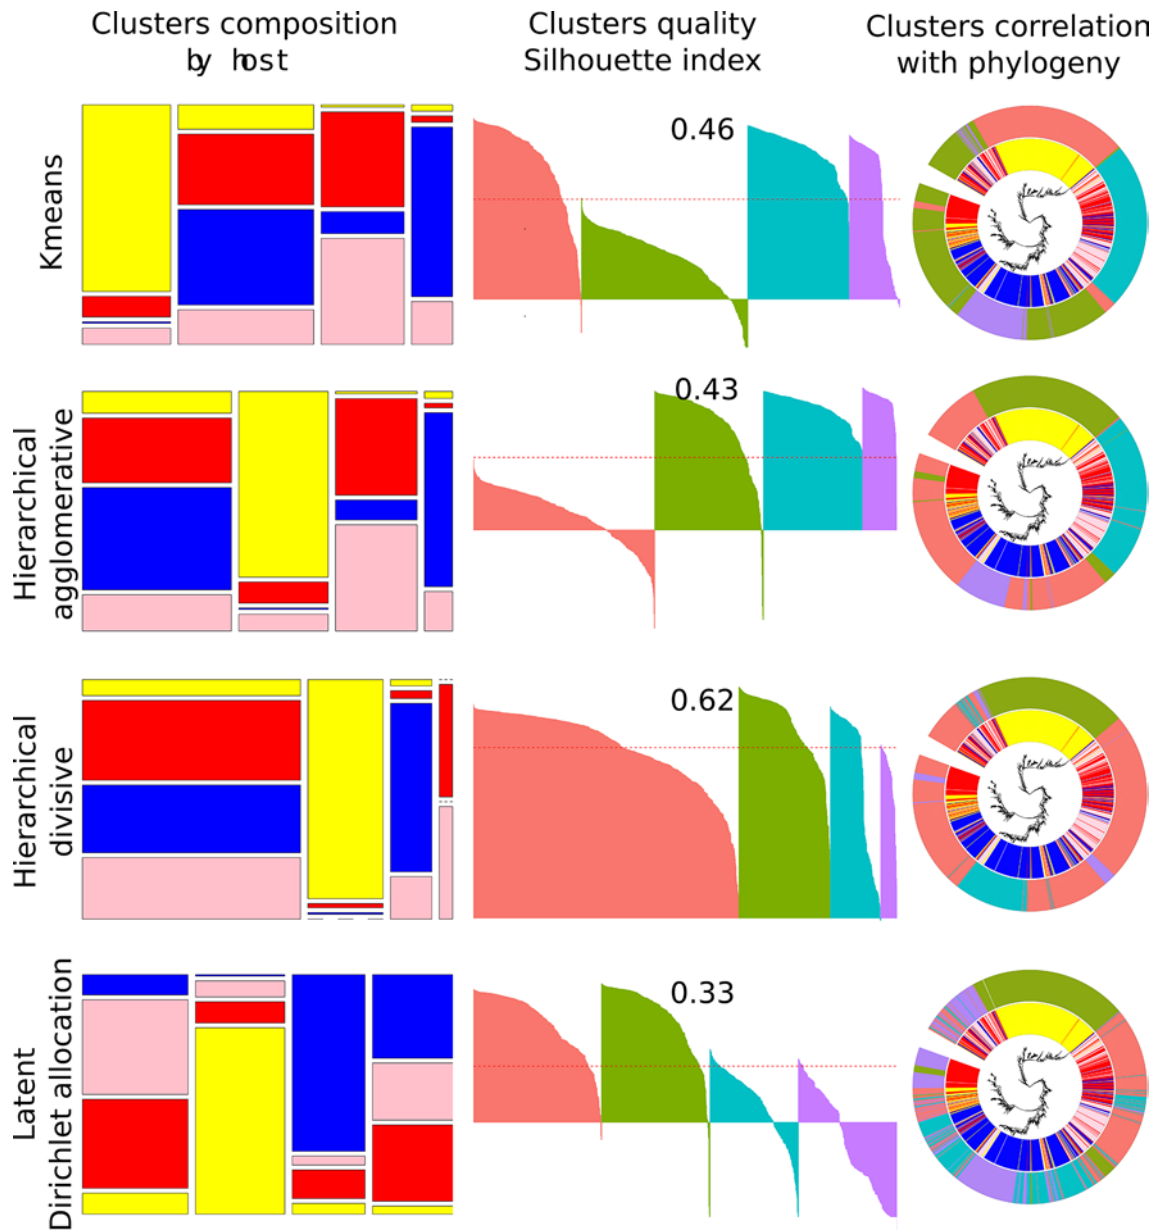 Clusters composition
by host
Clusters quality
Silhouette index
Clusters correlation
with phylogeny
Kmeans
0.46
Hierarchical
agglomerative
0.43
Hierarchical
divisive
0.62
Latent
Dirichlet allocation
0.33